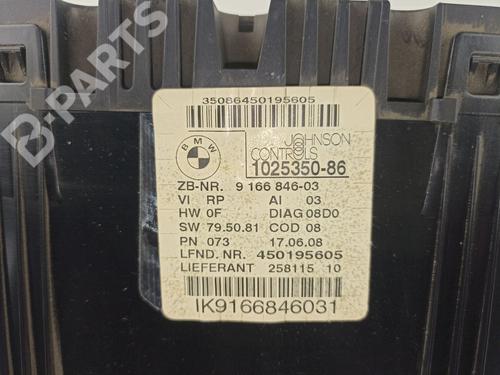 35086450195605
BMW
JOHNSON
CONTROLS
1025350-86
ZB-NR. 9 166 846-03
VI RP AI 03
HW 0F DIAG 08D0
SW 79.50.81 COD 08
PN 073 17.06.08
LFND. NR. 450195605
LIEFERANT 258115 10
IK9166846031
B-PARTS
B-PARTS